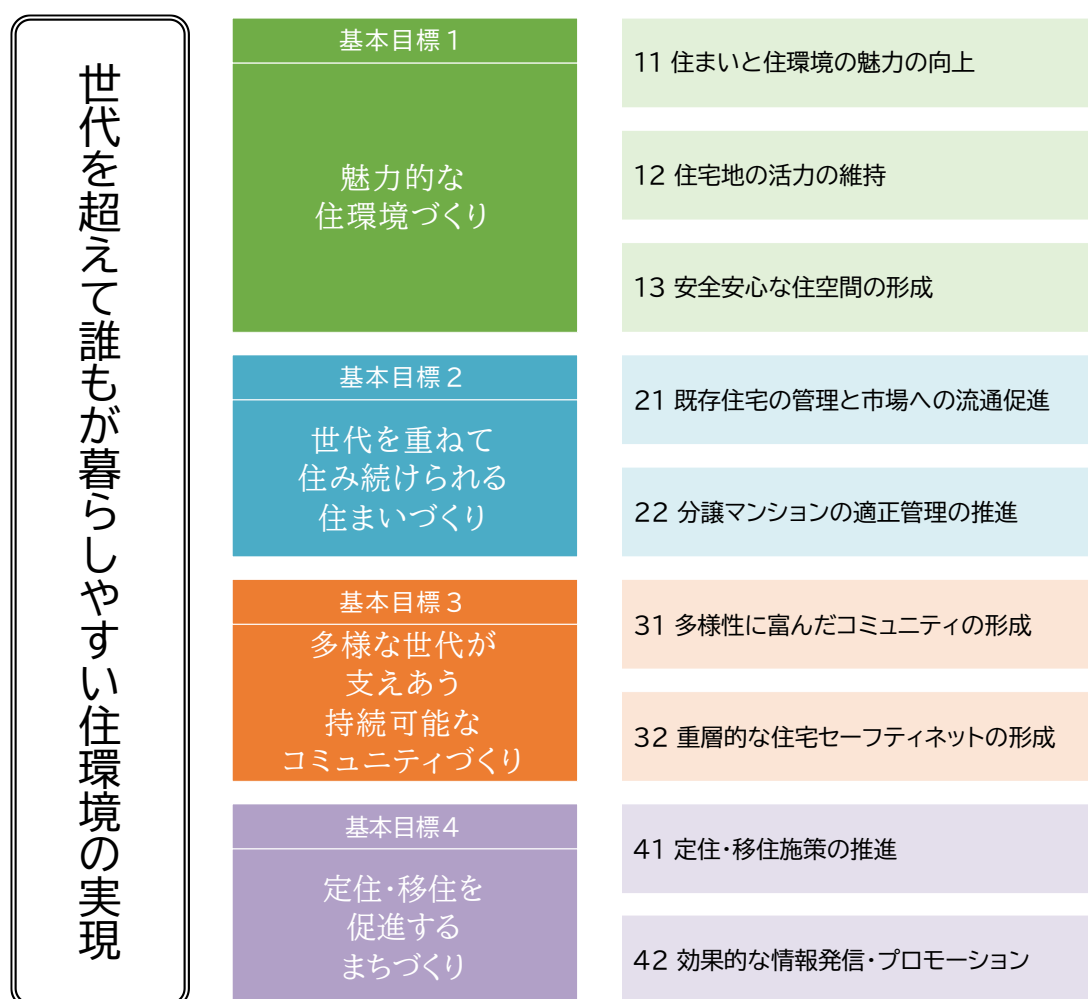 世代を超えて誰もが暮らしやすい住環境の実現
基本目標1
魅力的な
住環境づくり
11 住まいと住環境の魅力の向上
12 住宅地の活力の維持
13 安全安心な住空間の形成
基本目標2
世代を重ねて
住み続けられる
住まいづくり
21 既存住宅の管理と市場への流通促進
22 分譲マンションの適正管理の推進
基本目標3
多様な世代が
支えあう
持続可能な
コミュニティづくり
31 多様性に富んだコミュニティの形成
32 重層的な住宅セーフティネットの形成
基本目標4
定住・移住を
促進する
まちづくり
41 定住・移住施策の推進
42 効果的な情報発信・プロモーション